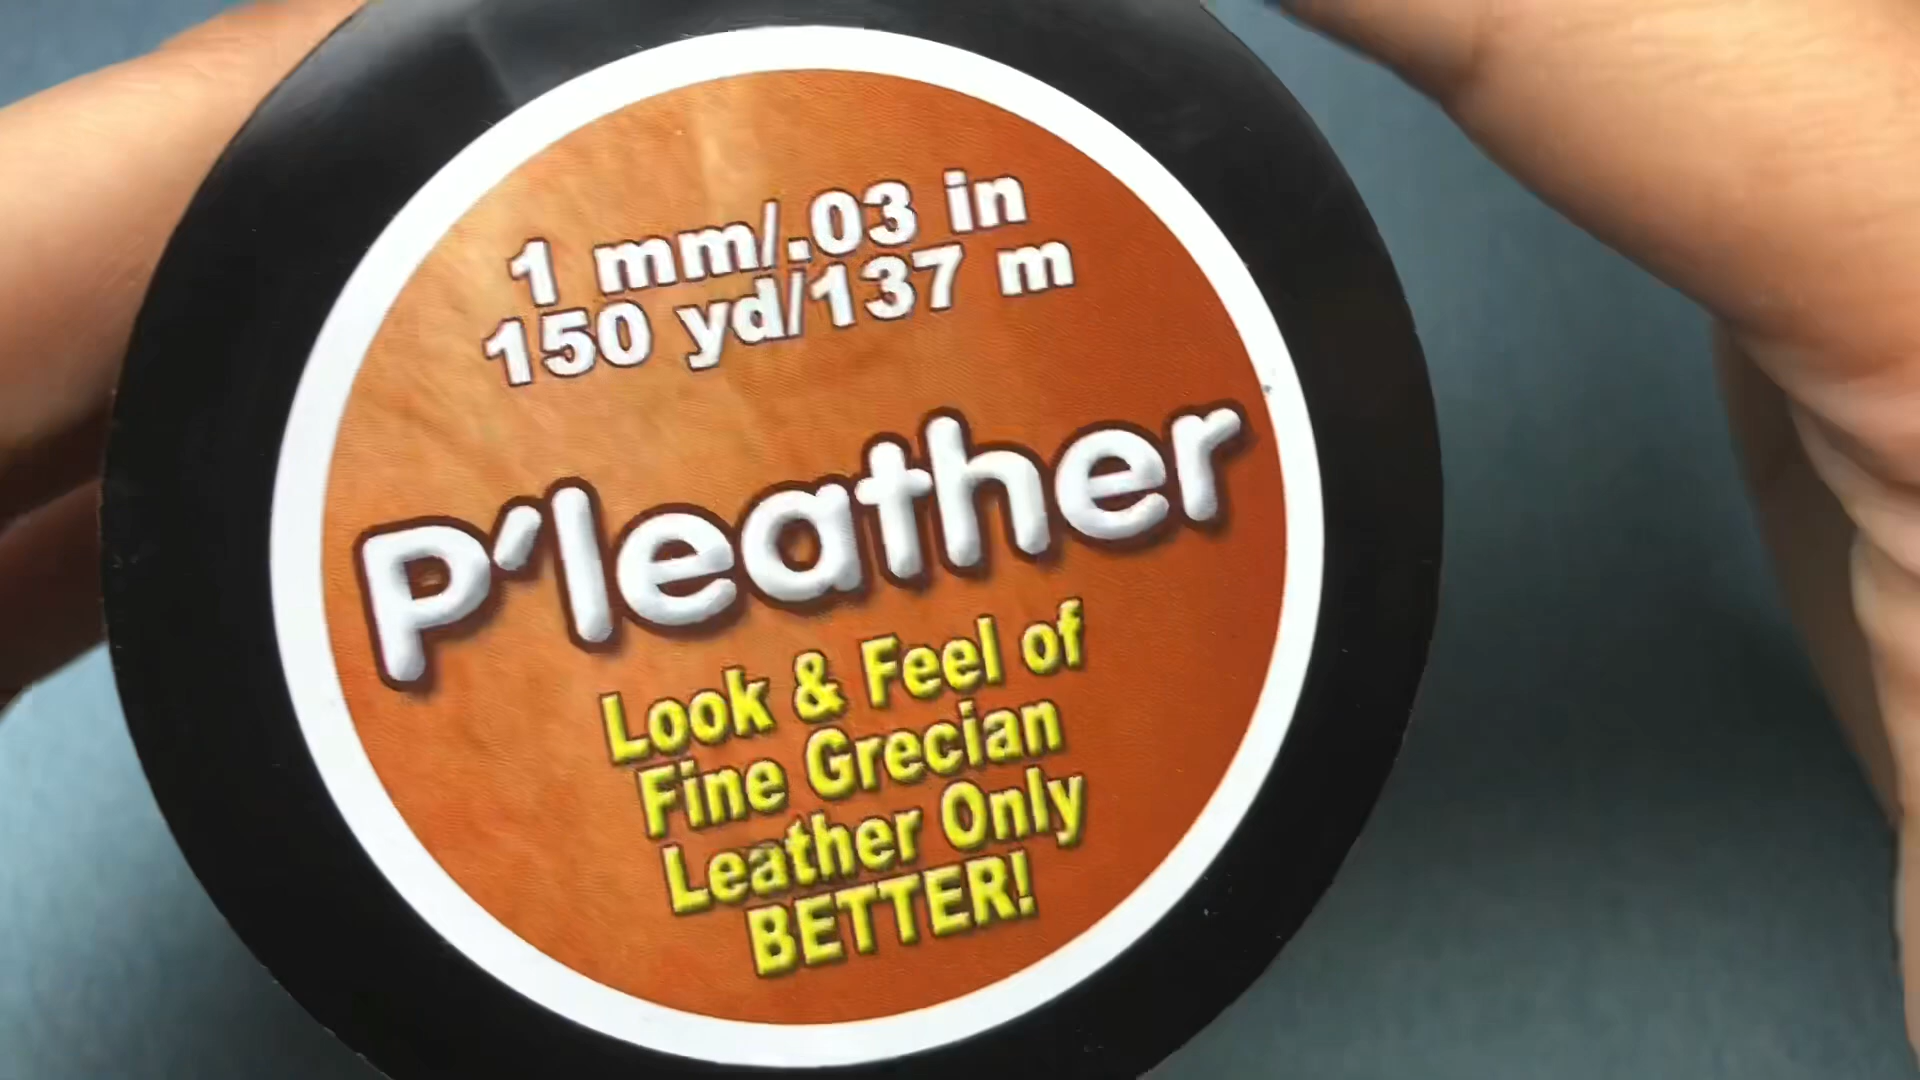 1 mm/.03 in
150 yd/137 m
P'leather
Look & Feel of
Fine Grecian
Leather Only
BETTER!